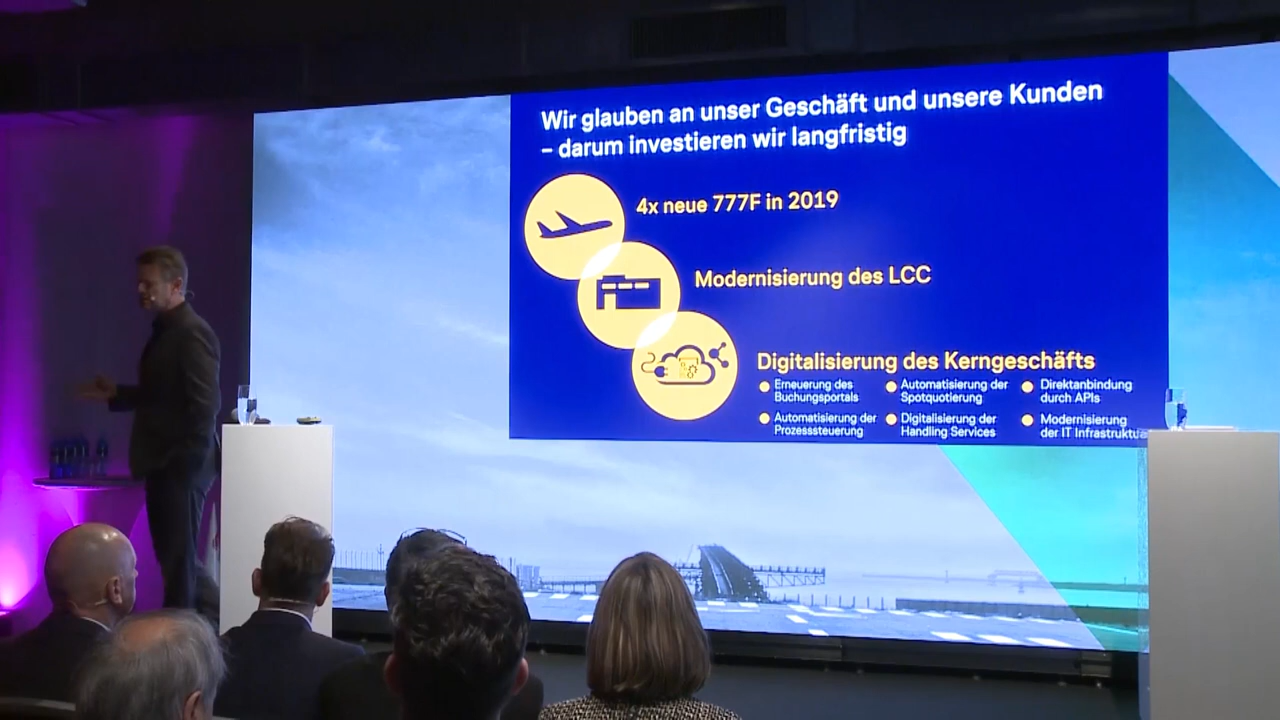 Wir glauben an unser Geschäft und unsere Kunden
– darum investieren wir langfristig
4x neue 777F in 2019
Modernisierung des LCC
Digitalisierung des Kerngeschäfts
Erneuerung des
Buchungsportals
Automatisierung der
Spotquotierung
Direktanbindung
durch APIs
Automatisierung der
Prozesssteuerung
Digitalisierung der
Handling Services
Modernisierung
der IT Infrastruktu